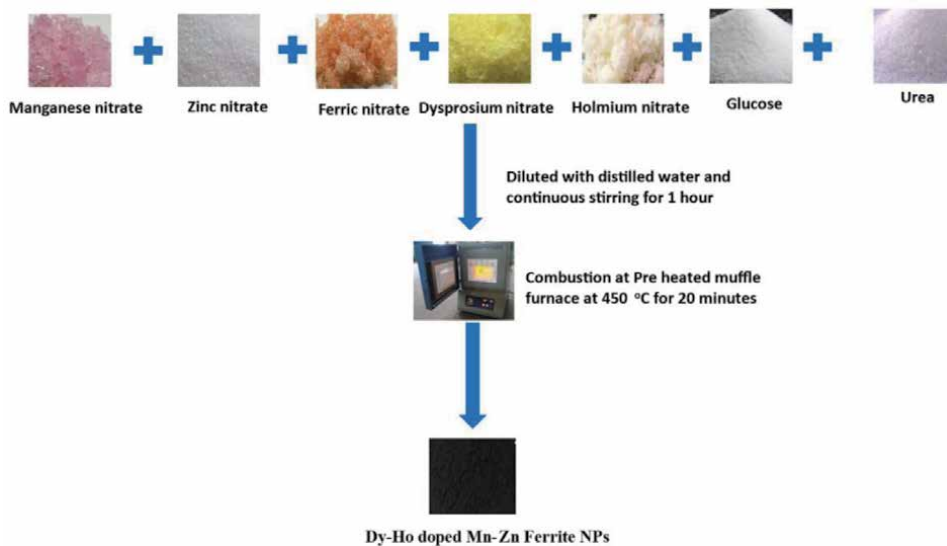 Manganese nitrate
Zinc nitrate
Ferric nitrate
Dysprosium nitrate
Holmium nitrate
Glucose
Urea
Diluted with distilled water and
continuous stirring for 1 hour
Combustion at Pre heated muffle
furnace at 450 °C for 20 minutes
Dy-Ho doped Mn-Zn Ferrite NPs